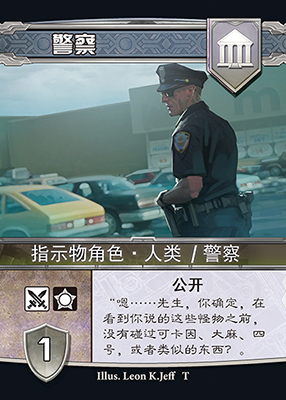 警察
指示物角色·人类 / 警察
公开
“嗯……先生，你确定，在
看到你说的这些怪物之前，
没有碰过可卡因、大麻、四
号，或者类似的东西？。
1
Illus. Leon K.Jeff T